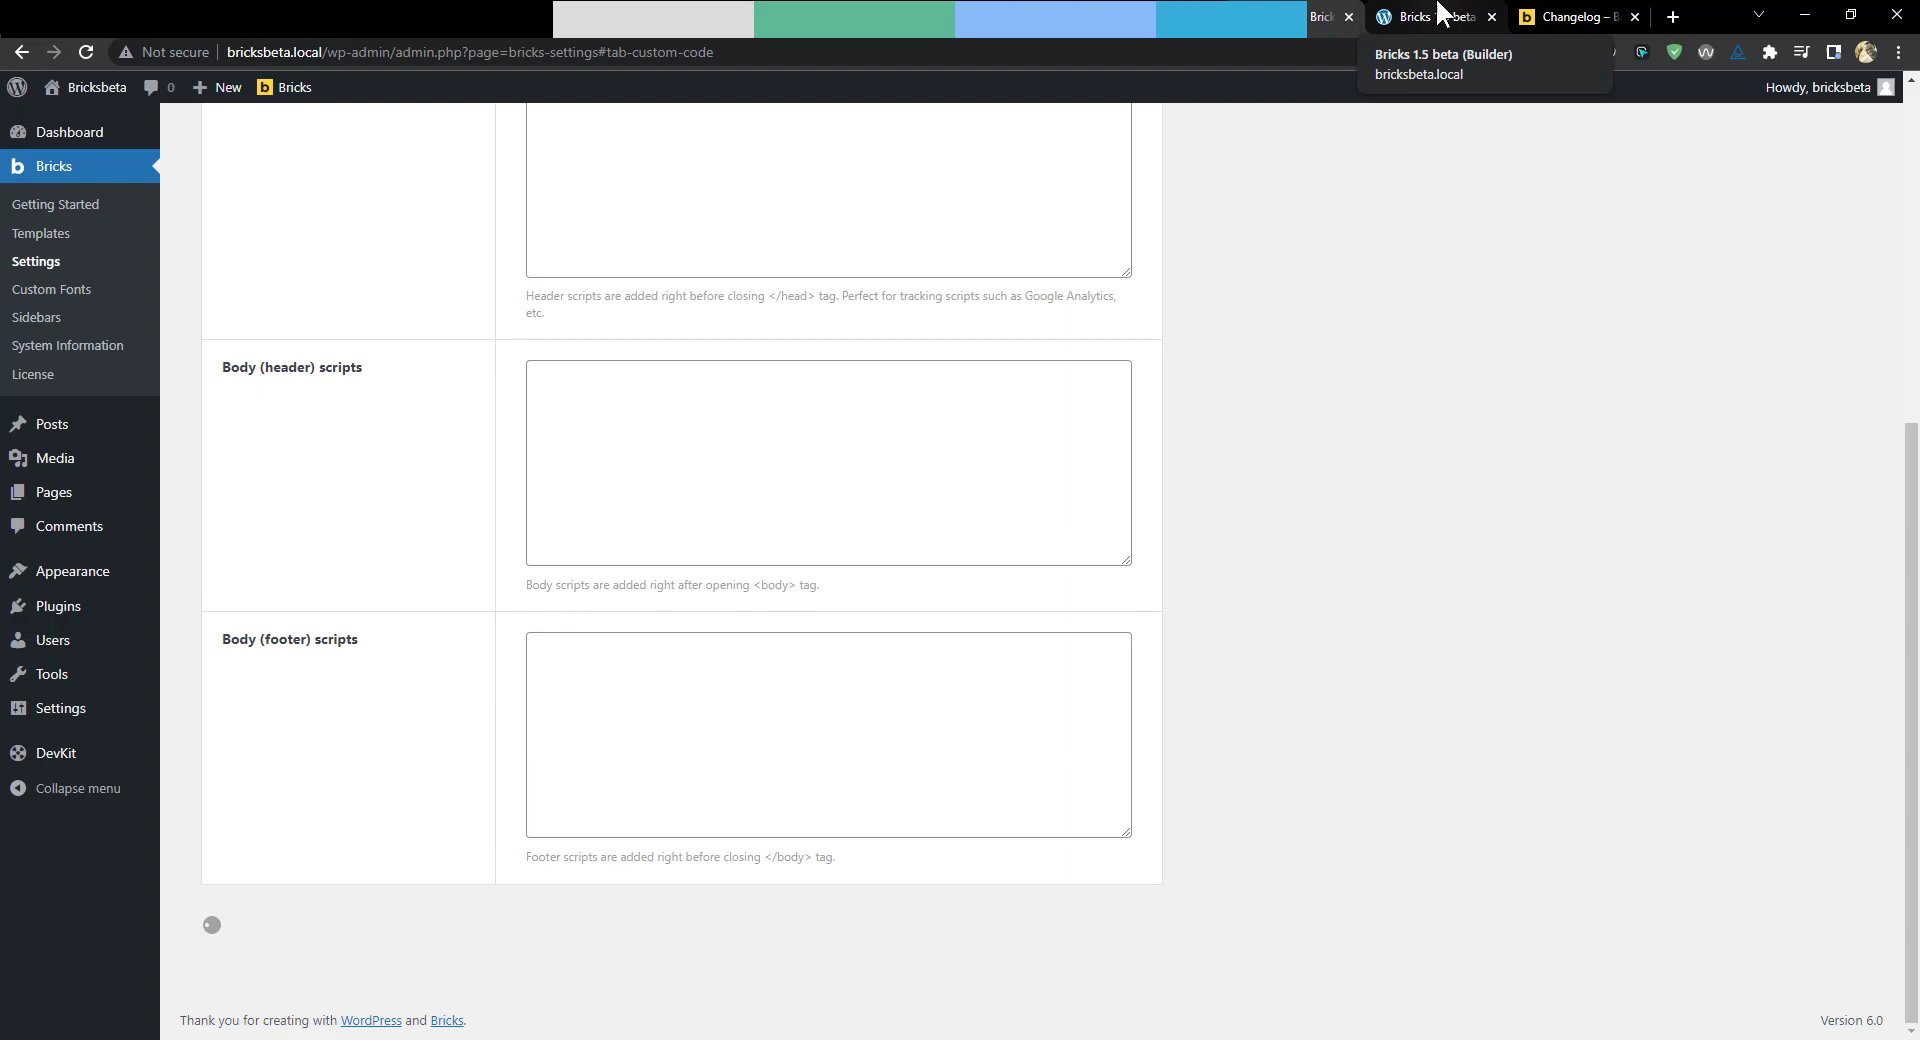 Bric
Bricks
beta
Changelog – B
Not secure
bricksbeta.local/wp-admin/admin.php?page=bricks-settings#tab-custom-code
Bricks 1.5 beta (Builder)
bricksbeta.local
Bricksbeta
0
New
Bricks
Howdy, bricksbeta
Dashboard
Bricks
Getting Started
Templates
Settings
Custom Fonts
Sidebars
System Information
License
Posts
Media
Pages
Comments
Appearance
Plugins
Users
Tools
Settings
DevKit
Collapse menu
Header scripts are added right before closing </head> tag. Perfect for tracking scripts such as Google Analytics,
etc.
Body (header) scripts
Body scripts are added right after opening <body> tag.
Body (footer) scripts
Footer scripts are added right before closing </body> tag.
Thank you for creating with WordPress and Bricks.
Version 6.0